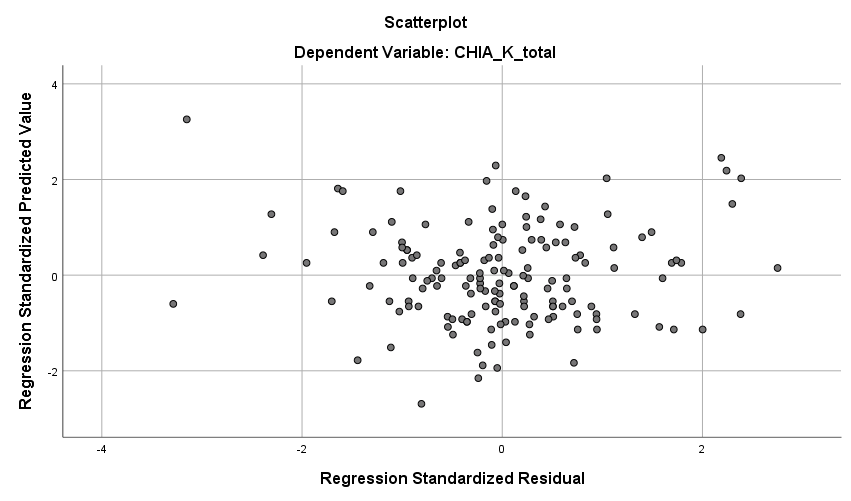 Scatterplot
Dependent Variable: CHIA_K_total
Regression Standardized Predicted Value
4
2
0
-2
-4
-2
0
2
Regression Standardized Residual